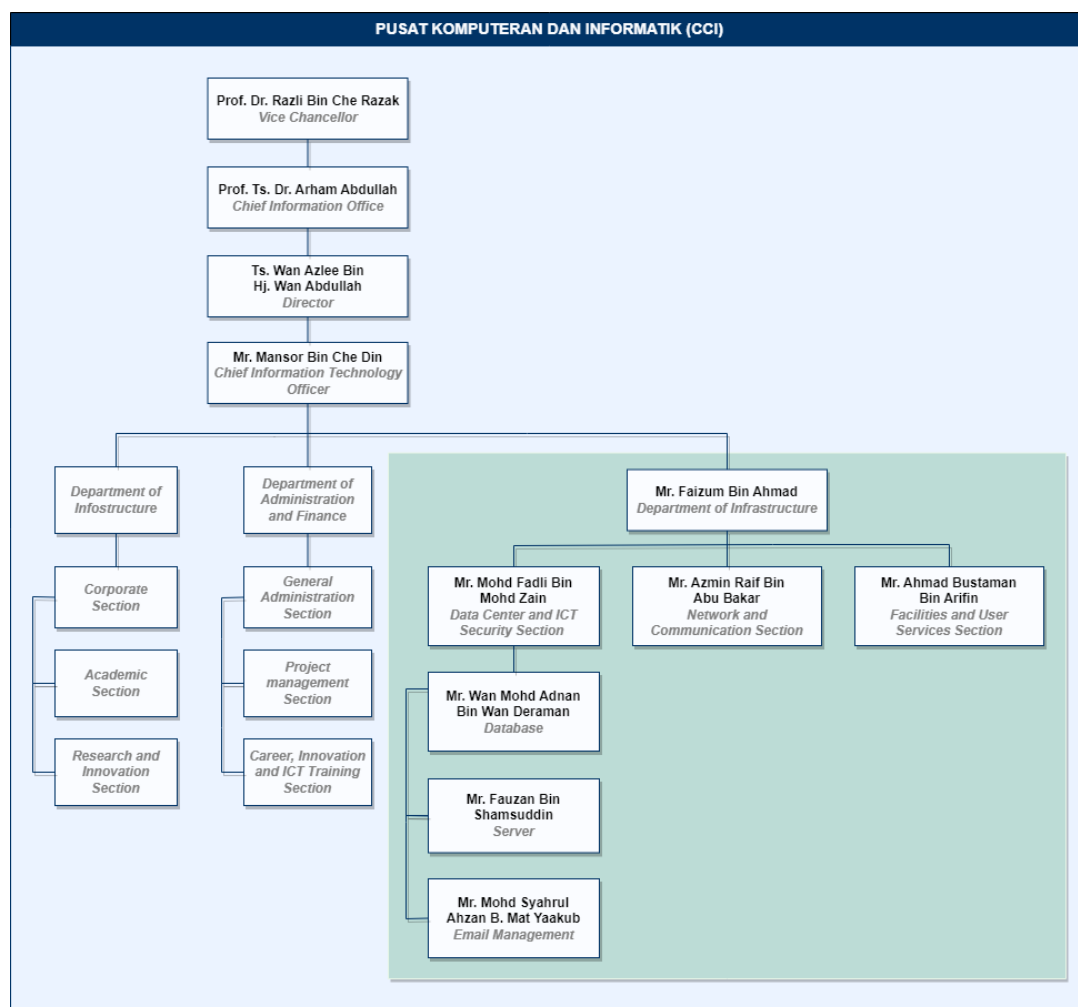 PUSAT KOMPUTERAN DAN INFORMATIK (CCI)
Prof. Dr. Razli Bin Che Razak
Vice Chancellor
Prof. Ts. Dr. Arham Abdullah
Chief Information Office
Ts. Wan Azlee Bin
Hj. Wan Abdullah
Director
Mr. Mansor Bin Che Din
Chief Information Technology
Officer
Department of
Infostructure
Corporate
Section
Academic
Section
Research and
Innovation
Section
Department of
Administration
and Finance
General
Administration
Section
Project
management
Section
Career, Innovation
and ICT Training
Section
Mr. Faizum Bin Ahmad
Department of Infrastructure
Mr. Mohd Fadli Bin
Mohd Zain
Data Center and ICT
Security Section
Mr. Wan Mohd Adnan
Bin Wan Deraman
Database
Mr. Fauzan Bin
Shamsuddin
Server
Mr. Mohd Syahrul
Ahzan B. Mat Yaakub
Email Management
Mr. Azmin Raif Bin
Abu Bakar
Network and
Communication Section
Mr. Ahmad Bustaman
Bin Arifin
Facilities and User
Services Section